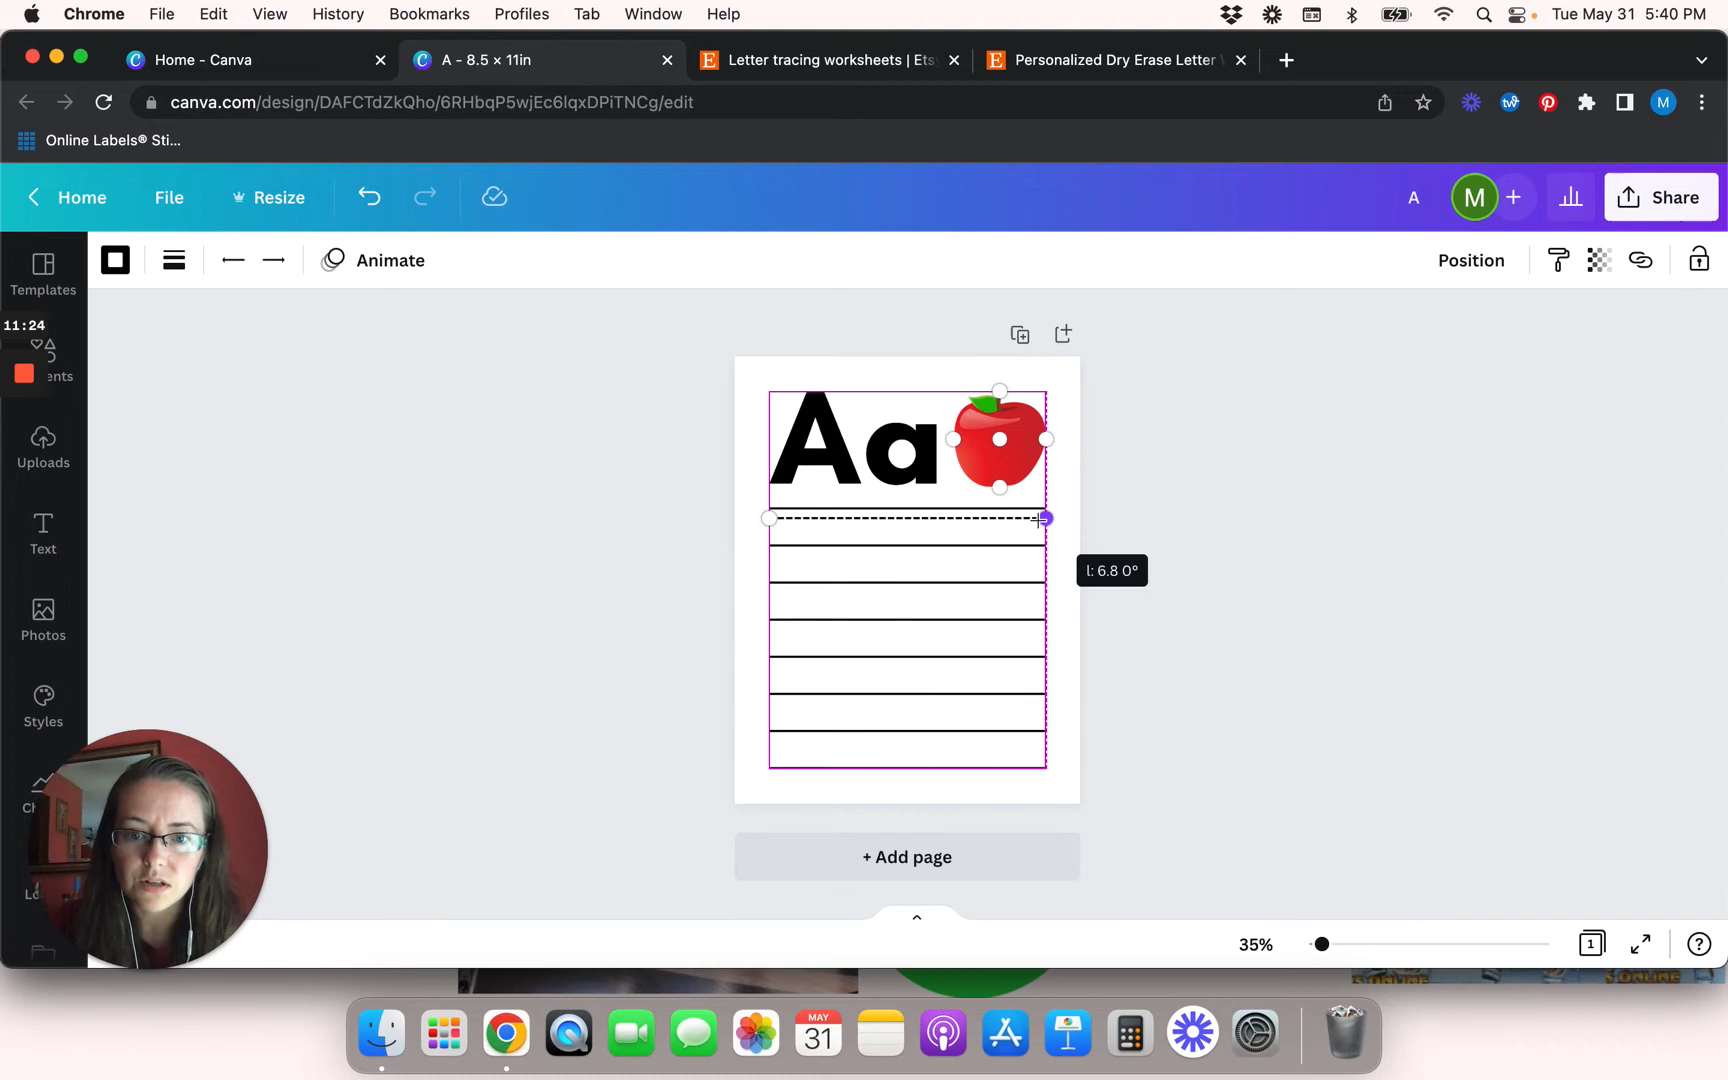 Chrome File Edit View History Bookmarks Profiles Tab Window Help Tue May 31 5:40 PM
Home - Canva A - 8.5 × 11in Letter tracing worksheets | Ets Personalized Dry Erase Letter
canva.com/design/DAFCTdZkQho/6RHbqP5wjEc6lqxDPiTNCg/edit M
Online Labels® Sti...
Home File Resize A M + Share
Animate Position
Templates
11:24
ents
Uploads
Text
Photos
Styles
Aa
l: 6.8 0°
+ Add page
35% 1 ?
MAY
31